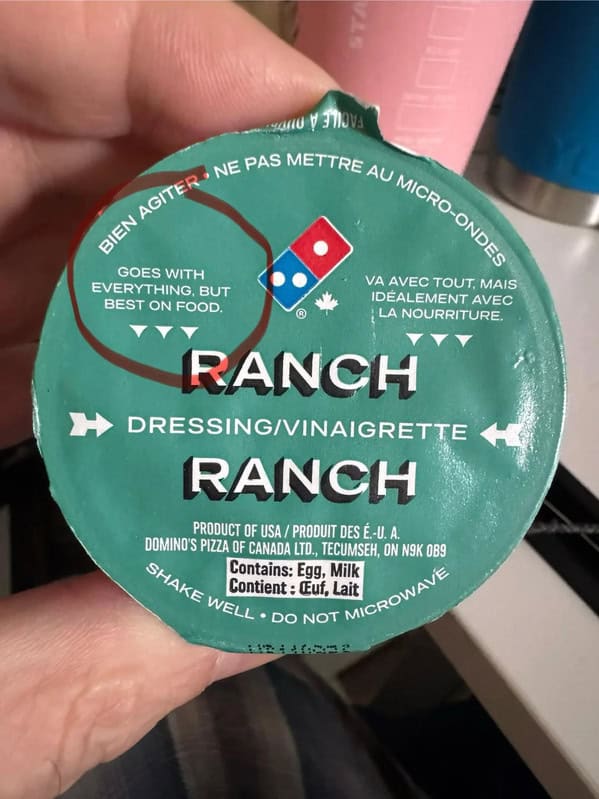 BIEN AGITER • NE PAS METTRE AU MICRO-ONDES
GOES WITH
EVERYTHING, BUT
BEST ON FOOD.
VA AVEC TOUT, MAIS
IDÉALEMENT AVEC
LA NOURRITURE.
®
RANCH
DRESSING/VINAIGRETTE
RANCH
PRODUCT OF USA / PRODUIT DES É.-U. A.
DOMINO'S PIZZA OF CANADA LTD., TECUMSEH, ON N9K 0B9
Contains: Egg, Milk
Contient : Œuf, Lait
SHAKE WELL • DO NOT MICROWAVE
FACILE À
STA